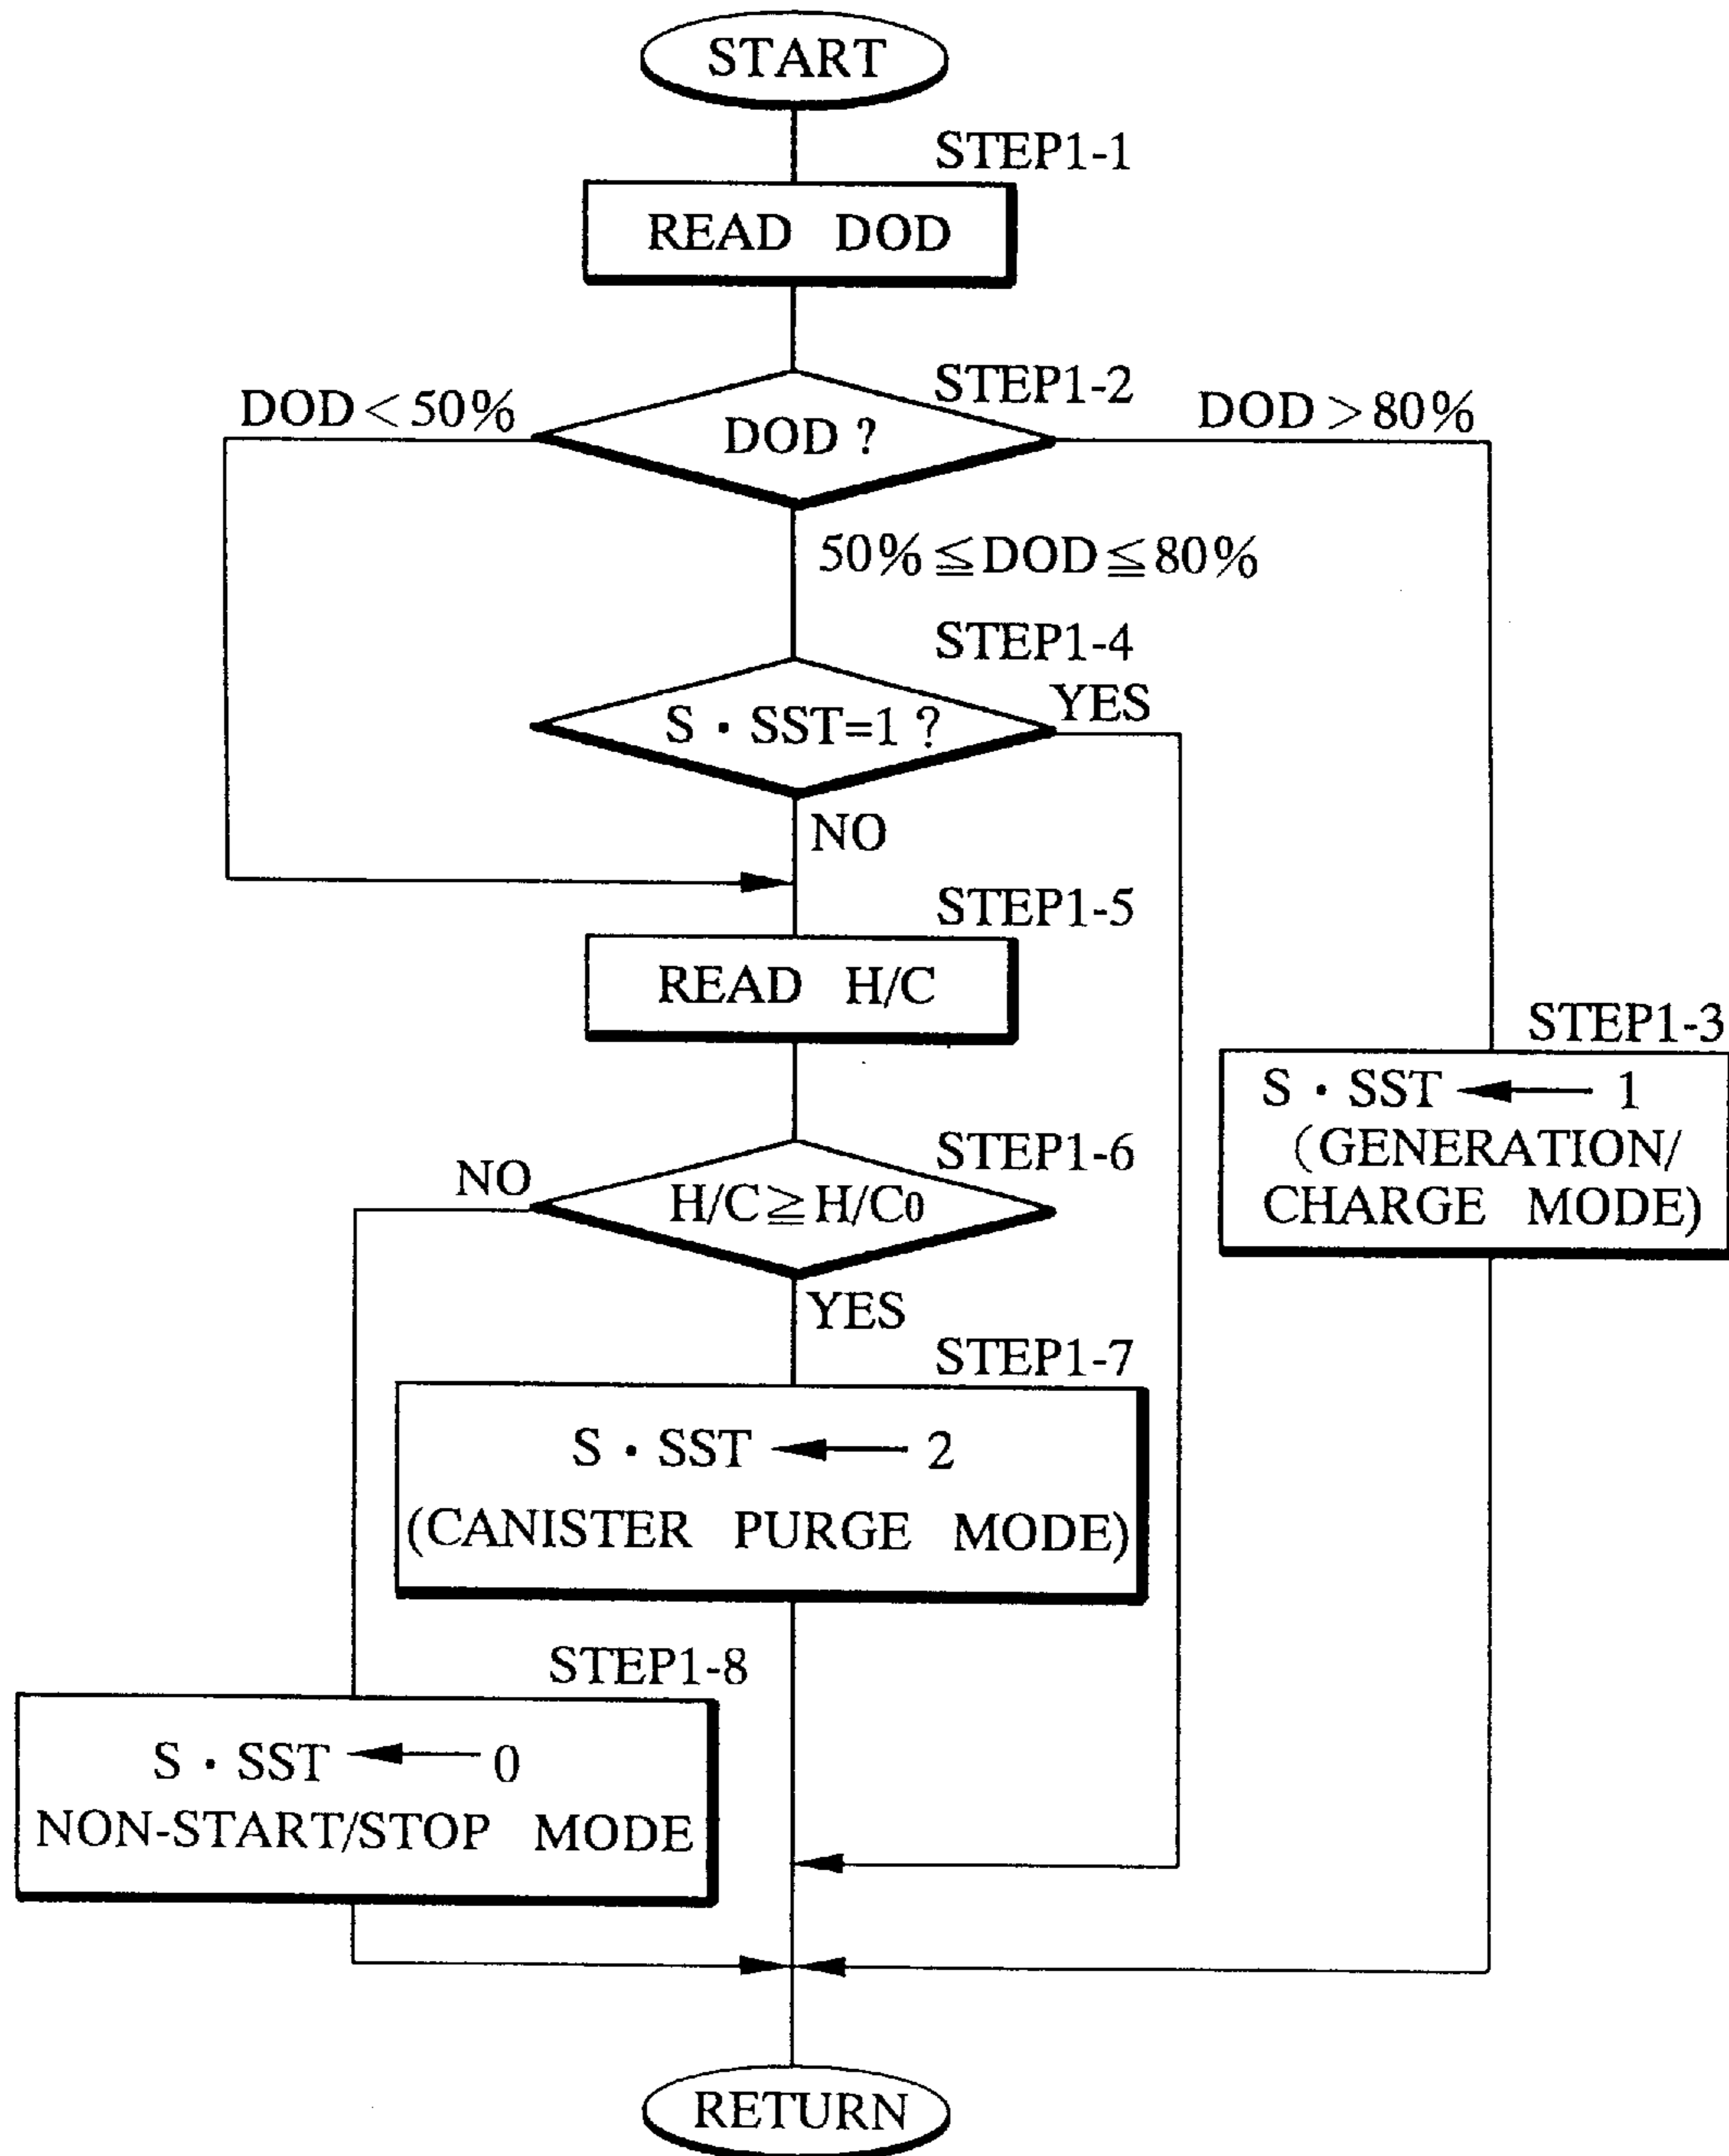 START
STEP1-1
READ DOD
STEP1-2
DOD<50%
DOD ?
DOD>80%
50%≦DOD≦80%
STEP1-4
S・SST=1 ?
YES
NO
STEP1-5
READ H/C
STEP1-3
S・SST ← 1
(GENERATION/
CHARGE MODE)
STEP1-6
NO
H/C≧H/C0
YES
STEP1-7
S・SST ← 2
(CANISTER PURGE MODE)
STEP1-8
S・SST ← 0
NON-START/STOP MODE
RETURN